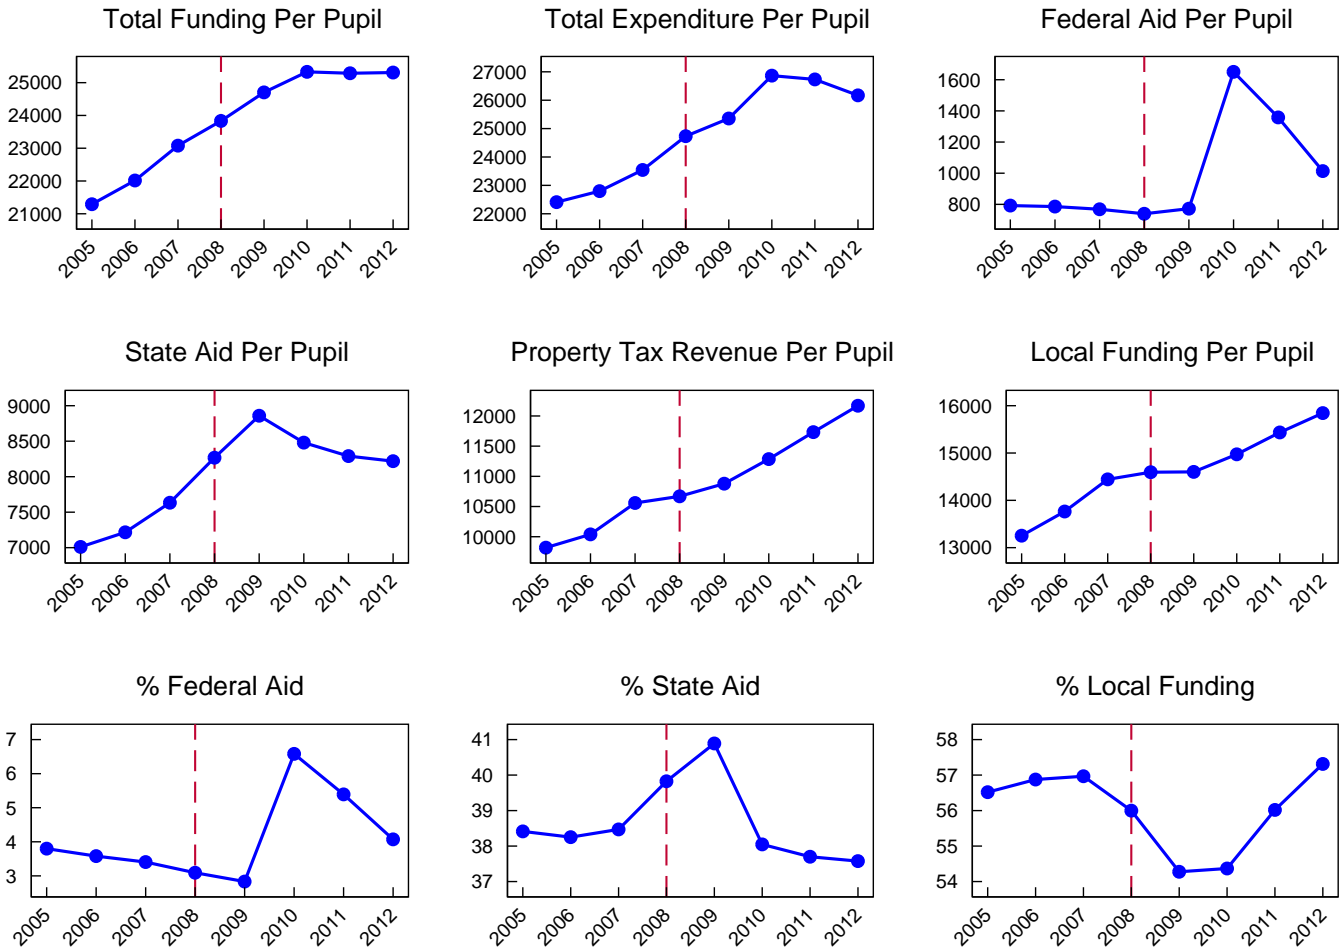 Total Funding Per Pupil
25000
24000
23000
22000
21000
2005 2006 2007 2008 2009 2010 2011 2012
Total Expenditure Per Pupil
27000
26000
25000
24000
23000
22000
2005 2006 2007 2008 2009 2010 2011 2012
Federal Aid Per Pupil
1600
1400
1200
1000
800
2005 2006 2007 2008 2009 2010 2011 2012
State Aid Per Pupil
9000
8500
8000
7500
7000
2005 2006 2007 2008 2009 2010 2011 2012
Property Tax Revenue Per Pupil
12000
11500
11000
10500
10000
2005 2006 2007 2008 2009 2010 2011 2012
Local Funding Per Pupil
16000
15000
14000
13000
2005 2006 2007 2008 2009 2010 2011 2012
% Federal Aid
7
6
5
4
3
2005 2006 2007 2008 2009 2010 2011 2012
% State Aid
41
40
39
38
37
2005 2006 2007 2008 2009 2010 2011 2012
% Local Funding
58
57
56
55
54
2005 2006 2007 2008 2009 2010 2011 2012